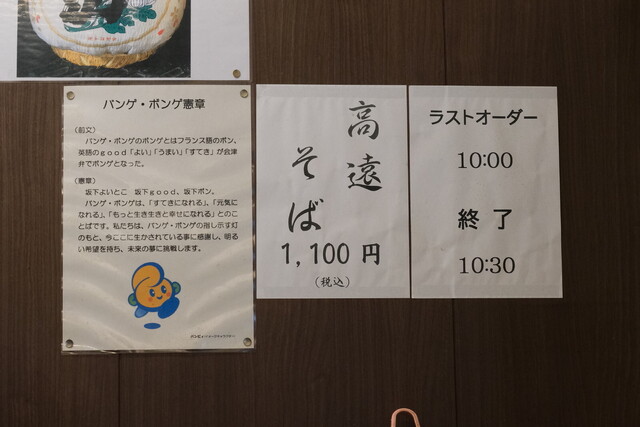 バンゲ・ボンゲ憲章
（前文）
バンゲ・ボンゲのボンゲとはフランス語のボン、
英語のｇｏｏｄ「よい」「うまい」「すてき」が会津
弁でボンゲとなった。
（憲章）
坂下よいとこ　坂下ｇｏｏｄ、坂下ボン。
バンゲ・ボンゲは、「すてきになれる」、「元気に
なれる」、「もっと生き生きと幸せになれる」とのこ
とばです。私たちは、バンゲ・ボンゲの指し示す灯
のもと、今ここに生かされている事に感謝し、明る
い希望を持ち、未来の夢に挑戦します。
高遠
そば
1,100 円
（税込）
ラストオーダー
10:00
終 了
10:30